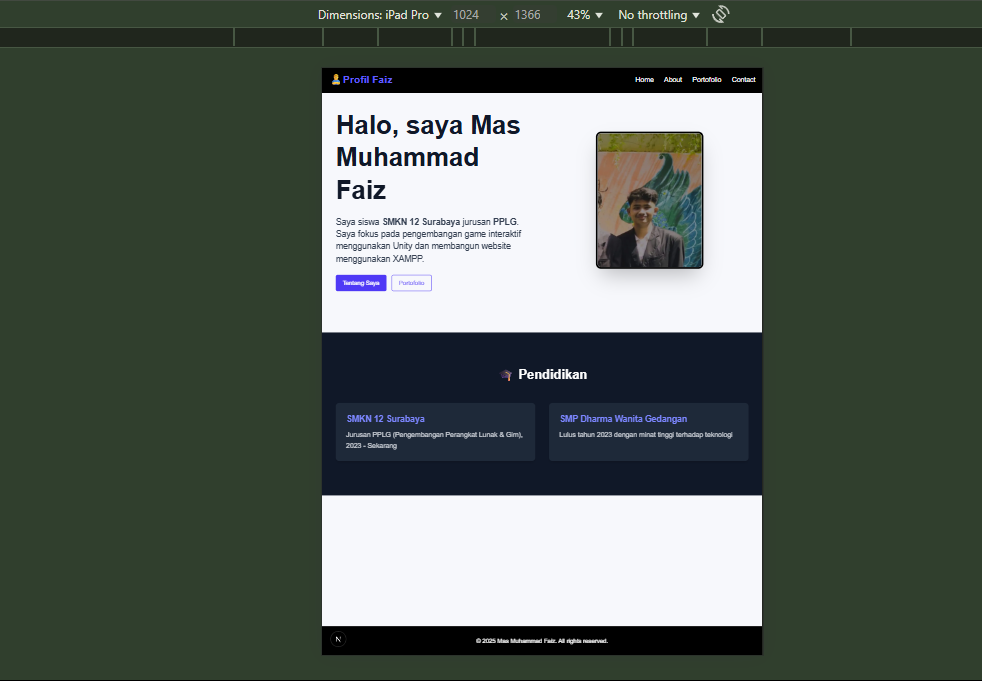 Dimensions: iPad Pro ▼ 1024 × 1366 43% ▼ No throttling ▼
Profil Faiz
Home About Portofolio Contact
Halo, saya Mas
Muhammad
Faiz
Saya siswa SMKN 12 Surabaya jurusan PPLG.
Saya fokus pada pengembangan game interaktif
menggunakan Unity dan membangun website
menggunakan XAMPP.
Tentang Saya Portofolio
Pendidikan
SMKN 12 Surabaya
Jurusan PPLG (Pengembangan Perangkat Lunak & Gim),
2023 - Sekarang
SMP Dharma Wanita Gedangan
Lulus tahun 2023 dengan minat tinggi terhadap teknologi
N
© 2025 Mas Muhammad Faiz. All rights reserved.